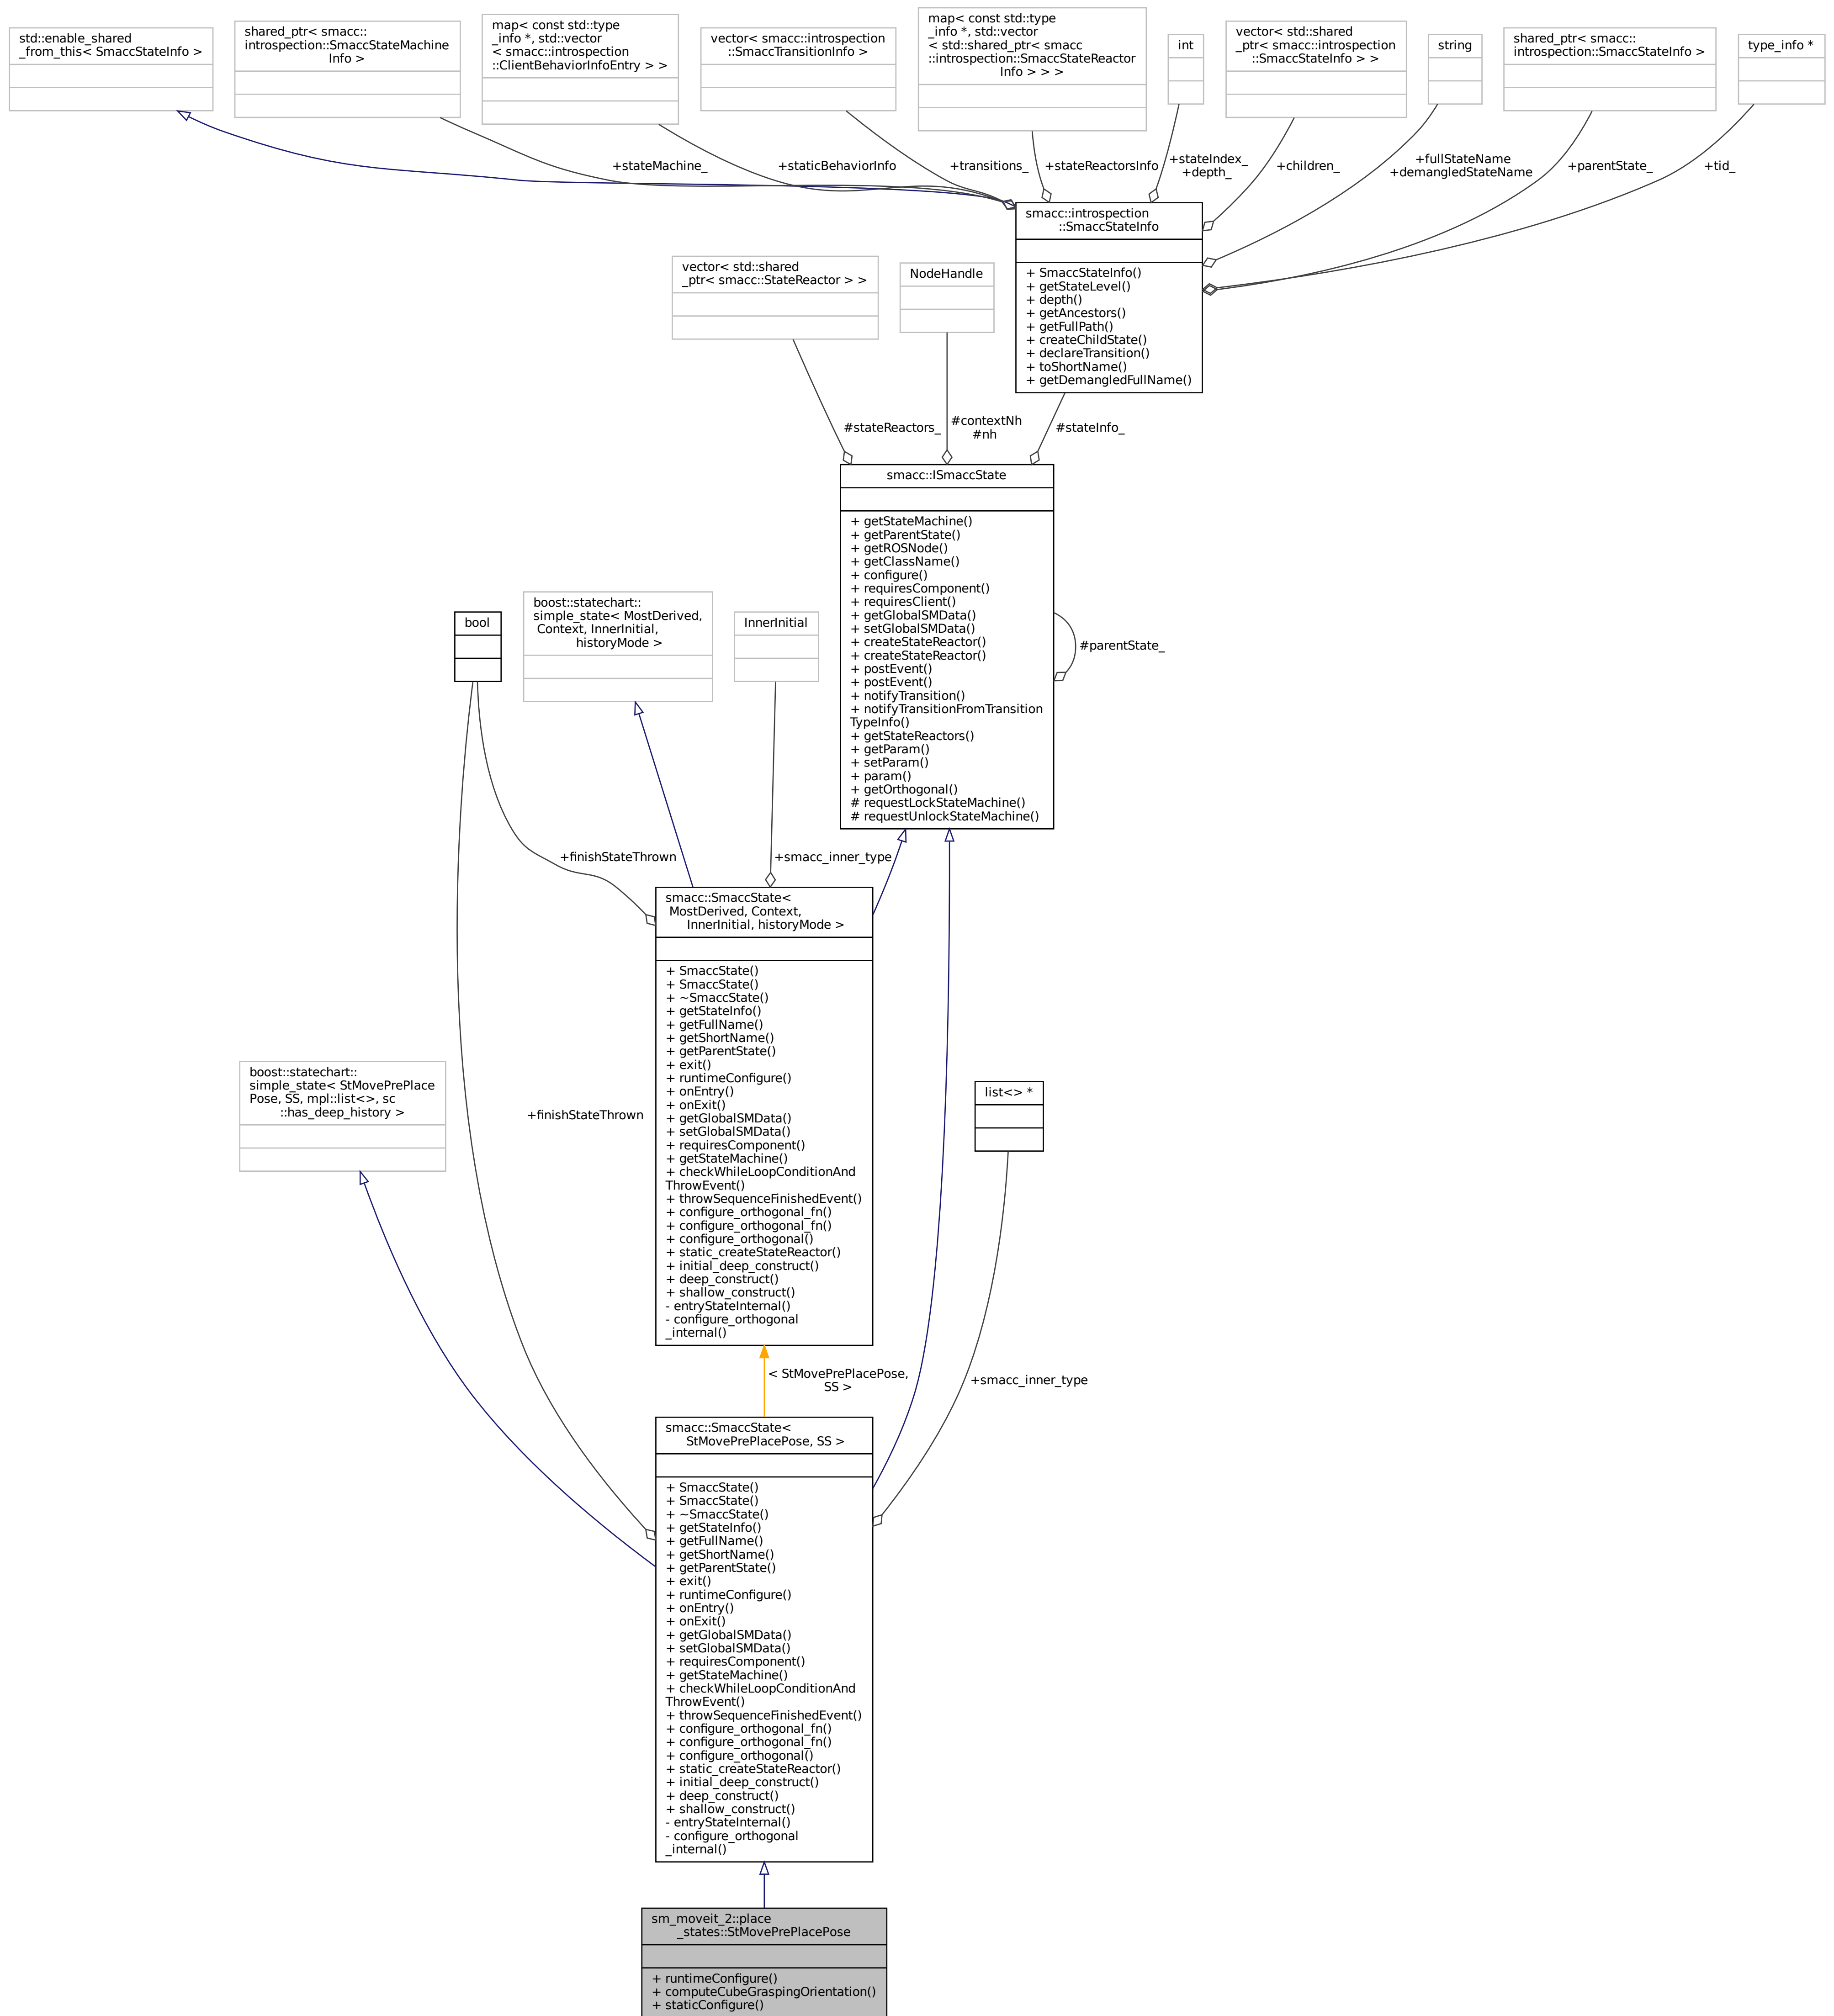 std::enable_shared
_from_this< SmaccStateInfo >
shared_ptr< smacc::
introspection::SmaccStateMachine
Info >
map< const std::type
_info *, std::vector
< smacc::introspection
::ClientBehaviorInfoEntry > >
vector< smacc::introspection
::SmaccTransitionInfo >
map< const std::type
_info *, std::vector
< std::shared_ptr< smacc
::introspection::SmaccStateReactor
Info > > >
int
vector< std::shared
_ptr< smacc::introspection
::SmaccStateInfo > >
string
shared_ptr< smacc::
introspection::SmaccStateInfo >
type_info *
+stateMachine_
+staticBehaviorInfo
+transitions_
+stateReactorsInfo
+stateIndex_
+depth_
+children_
+fullStateName
+demangledStateName
+parentState_
+tid_
smacc::introspection
::SmaccStateInfo
+ SmaccStateInfo()
+ getStateLevel()
+ depth()
+ getAncestors()
+ getFullPath()
+ createChildState()
+ declareTransition()
+ toShortName()
+ getDemangledFullName()
vector< std::shared
_ptr< smacc::StateReactor > >
NodeHandle
#stateReactors_
#contextNh
#nh
#stateInfo_
smacc::ISmaccState
+ getStateMachine()
+ getParentState()
+ getROSNode()
+ getClassName()
+ configure()
+ requiresComponent()
+ requiresClient()
+ getGlobalSMData()
+ setGlobalSMData()
+ createStateReactor()
+ createStateReactor()
+ postEvent()
+ postEvent()
+ notifyTransition()
+ notifyTransitionFromTransition
TypeInfo()
+ getStateReactors()
+ getParam()
+ setParam()
+ param()
+ getOrthogonal()
# requestLockStateMachine()
# requestUnlockStateMachine()
#parentState_
bool
boost::statechart::
simple_state< MostDerived,
Context, InnerInitial,
historyMode >
InnerInitial
+finishStateThrown
+smacc_inner_type
smacc::SmaccState<
MostDerived, Context,
InnerInitial, historyMode >
+ SmaccState()
+ SmaccState()
+ ~SmaccState()
+ getStateInfo()
+ getFullName()
+ getShortName()
+ getParentState()
+ exit()
+ runtimeConfigure()
+ onEntry()
+ onExit()
+ getGlobalSMData()
+ setGlobalSMData()
+ requiresComponent()
+ getStateMachine()
+ checkWhileLoopConditionAnd
ThrowEvent()
+ throwSequenceFinishedEvent()
+ configure_orthogonal_fn()
+ configure_orthogonal_fn()
+ configure_orthogonal()
+ static_createStateReactor()
+ initial_deep_construct()
+ deep_construct()
+ shallow_construct()
- entryStateInternal()
- configure_orthogonal
_internal()
boost::statechart::
simple_state< StMovePrePlace
Pose, SS, mpl::list<>, sc
::has_deep_history >
+finishStateThrown
list<> *
< StMovePrePlacePose,
SS >
+smacc_inner_type
smacc::SmaccState<
StMovePrePlacePose, SS >
+ SmaccState()
+ SmaccState()
+ ~SmaccState()
+ getStateInfo()
+ getFullName()
+ getShortName()
+ getParentState()
+ exit()
+ runtimeConfigure()
+ onEntry()
+ onExit()
+ getGlobalSMData()
+ setGlobalSMData()
+ requiresComponent()
+ getStateMachine()
+ checkWhileLoopConditionAnd
ThrowEvent()
+ throwSequenceFinishedEvent()
+ configure_orthogonal_fn()
+ configure_orthogonal_fn()
+ configure_orthogonal()
+ static_createStateReactor()
+ initial_deep_construct()
+ deep_construct()
+ shallow_construct()
- entryStateInternal()
- configure_orthogonal
_internal()
sm_moveit_2::place
_states::StMovePrePlacePose
+ runtimeConfigure()
+ computeCubeGraspingOrientation()
+ staticConfigure()